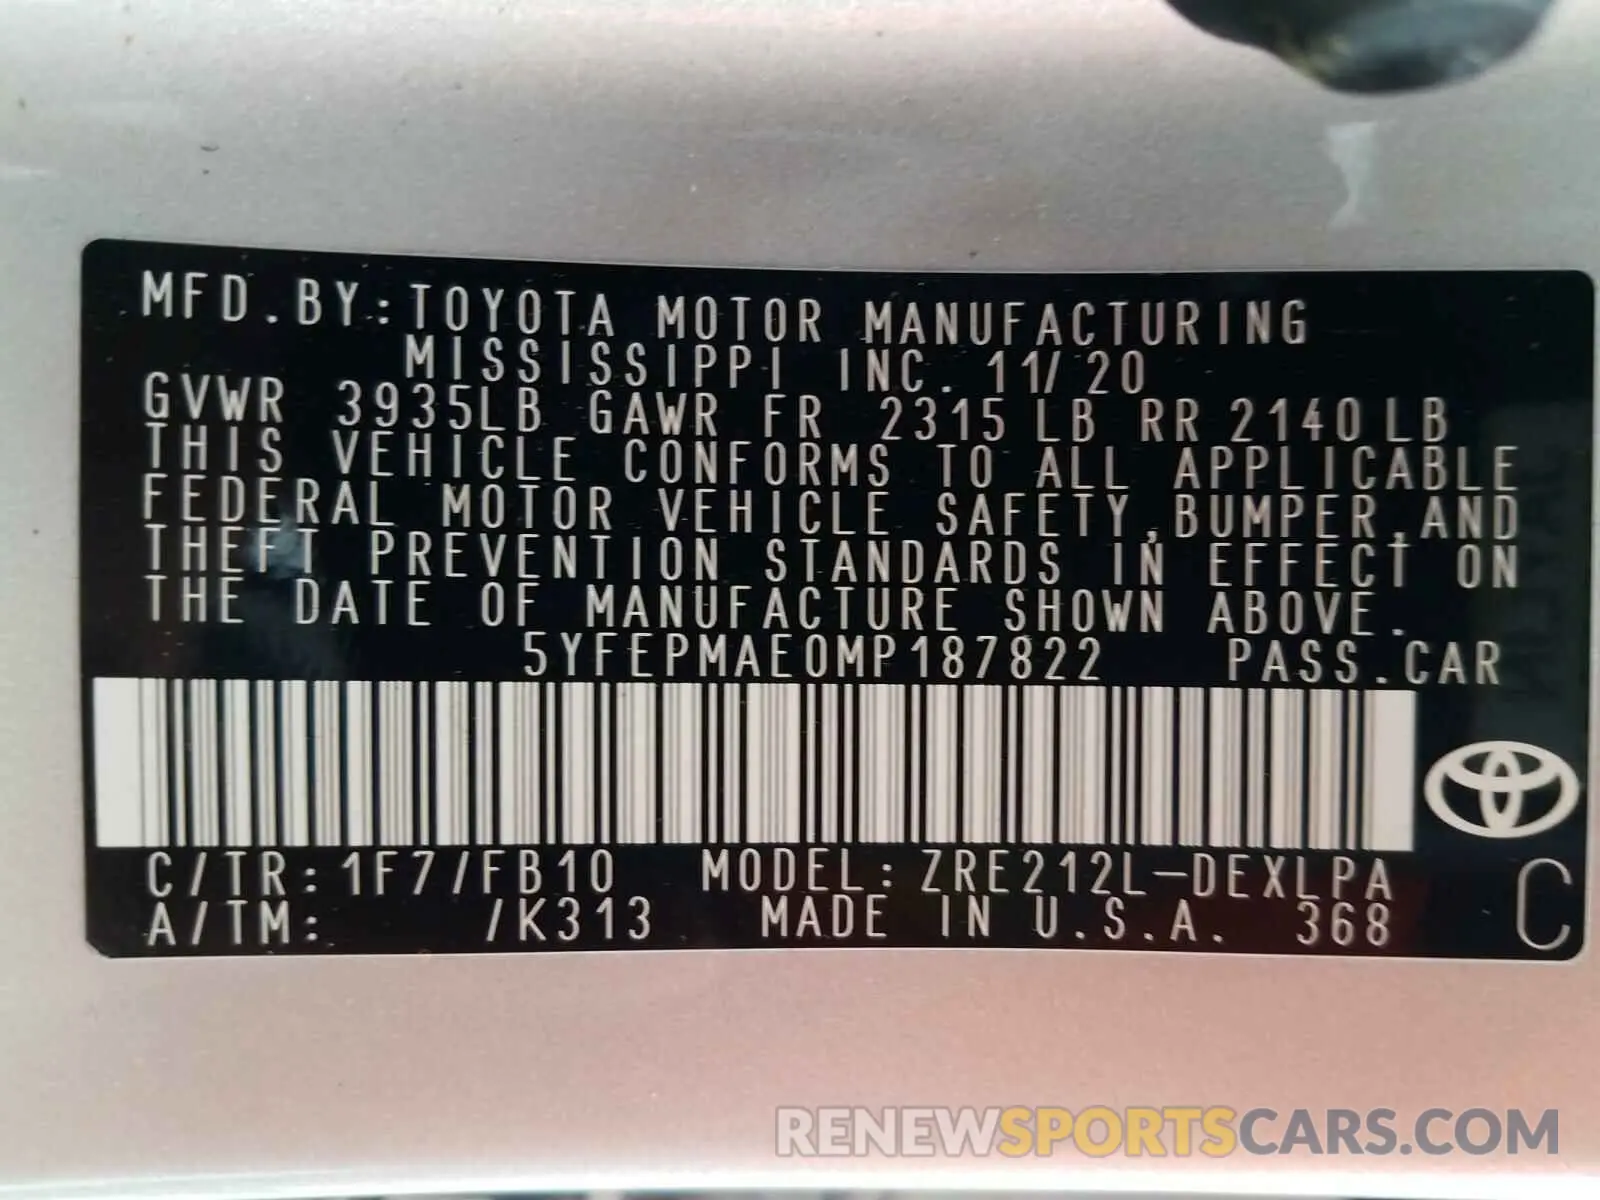 MFD.BY:TOYOTA MOTOR MANUFACTURING
MISSISSIPPI INC. 11/20
GVWR 3935LB GAWR FR 2315LB RR 2140LB
THIS VEHICLE CONFORMS TO ALL APPLICABLE
FEDERAL MOTOR VEHICLE SAFETY,BUMPER,AND
THEFT PREVENTION STANDARDS IN EFFECT ON
THE DATE OF MANUFACTURE SHOWN ABOVE.
5YFEPMAE0MP187822 PASS.CAR
C/TR:1F7/FB10 MODEL:ZRE212L-DEXLPA
A/TM: /K313 MADE IN U.S.A. 368 C
RENEWSPORTSCARS.COM